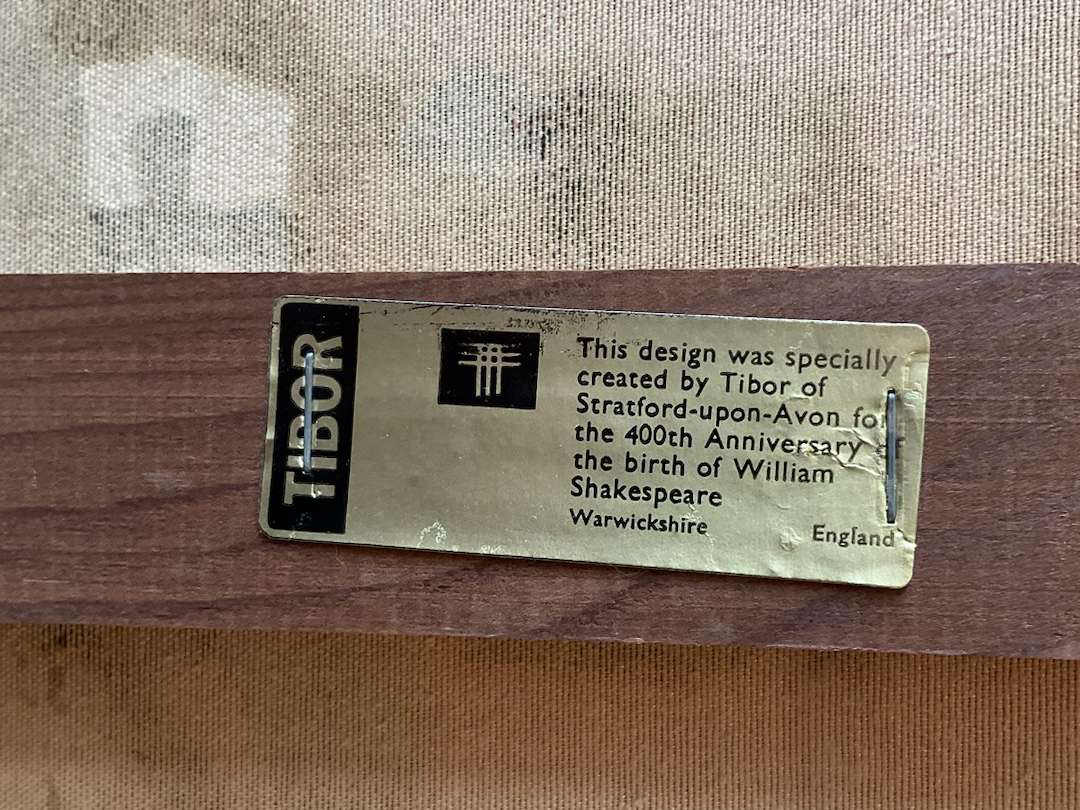 TIBOR
This design was specially
created by Tibor of
Stratford-upon-Avon for
the 400th Anniversary
the birth of William
Shakespeare
Warwickshire England